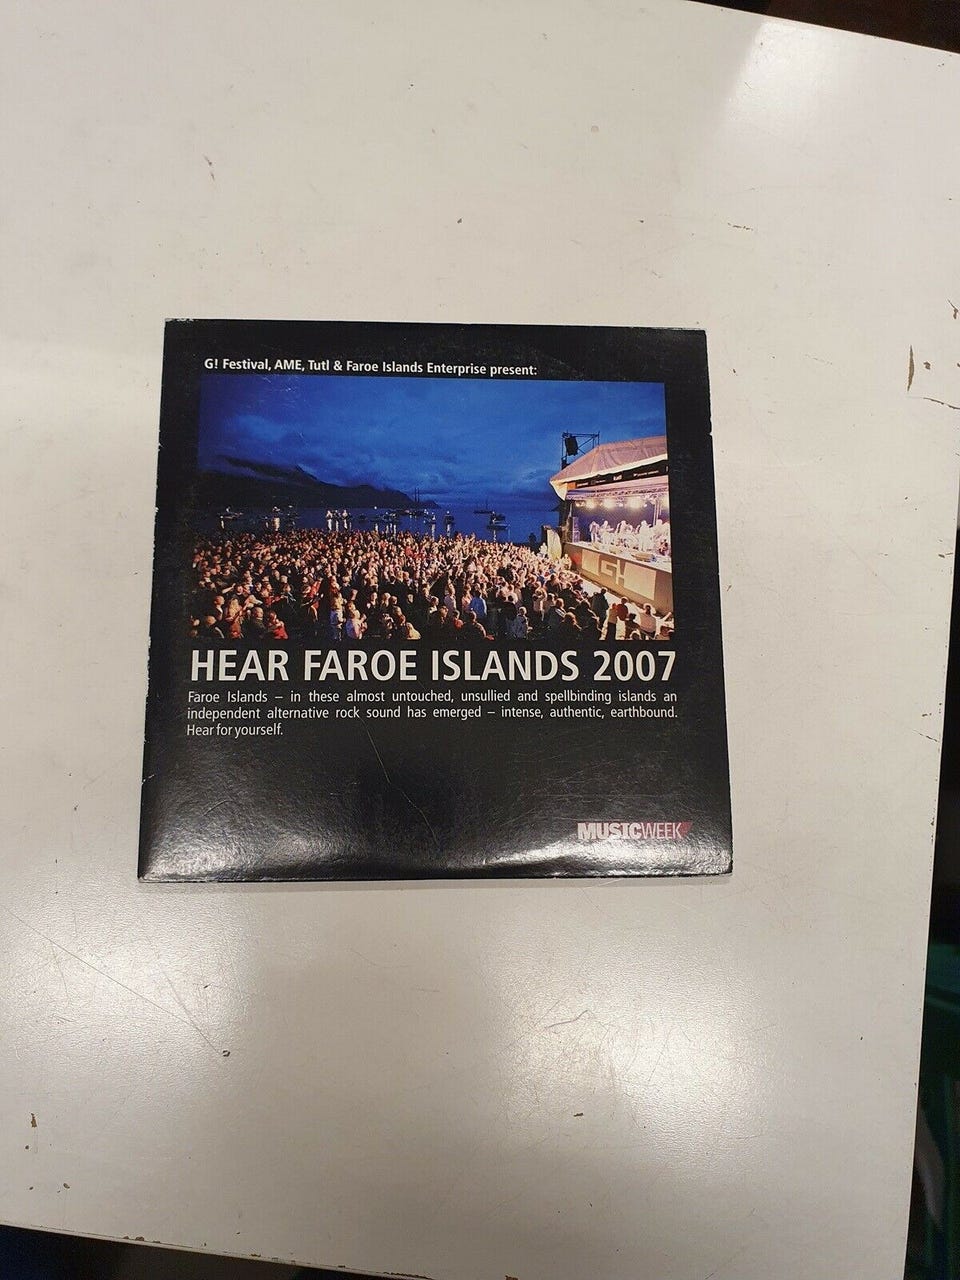 G! Festival, AME, Tutl & Faroe Islands Enterprise present:
HEAR FAROE ISLANDS 2007
Faroe Islands – in these almost untouched, unsullied and spellbinding islands an
independent alternative rock sound has emerged – intense, authentic, earthbound.
Hear for yourself.
MUSICWEEK